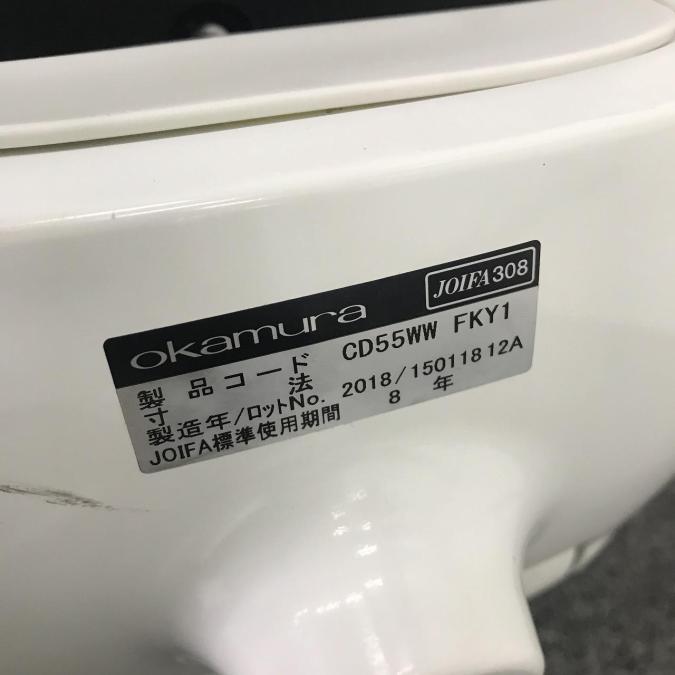 okamura JOIFA308
製品コード CD55WW FKY1
寸法
製造年/ロットNo. 2018/15011812A
JOIFA標準使用期間 8年